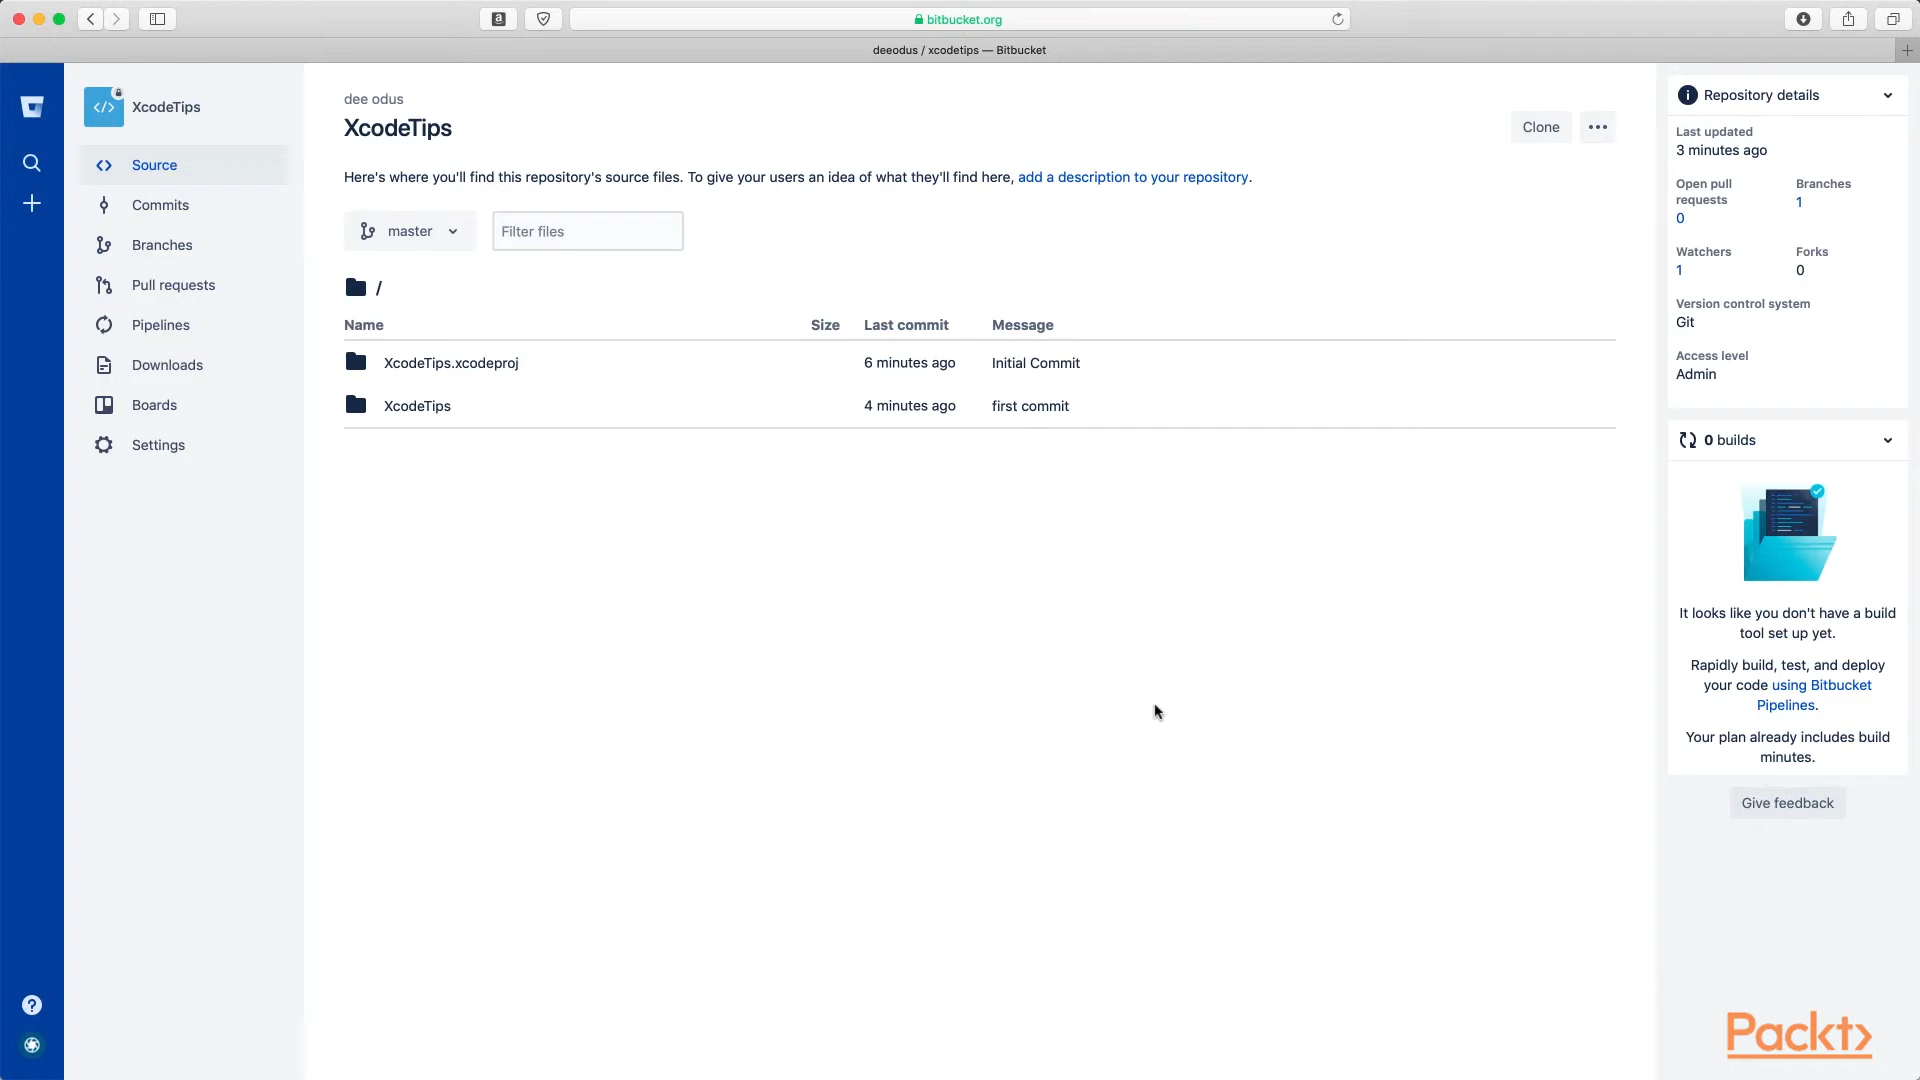 bitbucket.org
deeodus / xcodetips — Bitbucket
XcodeTips
Source
Commits
Branches
Pull requests
Pipelines
Downloads
Boards
Settings
dee odus
XcodeTips
Clone
Here's where you'll find this repository's source files. To give your users an idea of what they'll find here, add a description to your repository.
master
Filter files
/
Name Size Last commit Message
XcodeTips.xcodeproj 6 minutes ago Initial Commit
XcodeTips 4 minutes ago first commit
Repository details
Last updated
3 minutes ago
Open pull requests
0
Branches
1
Watchers
1
Forks
0
Version control system
Git
Access level
Admin
0 builds
It looks like you don't have a build
tool set up yet.
Rapidly build, test, and deploy
your code using Bitbucket
Pipelines.
Your plan already includes build
minutes.
Give feedback
Packt>